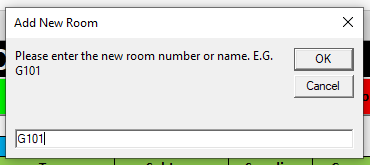 Add New Room
Please enter the new room number or name. E.G.
G101
OK
Cancel
G101